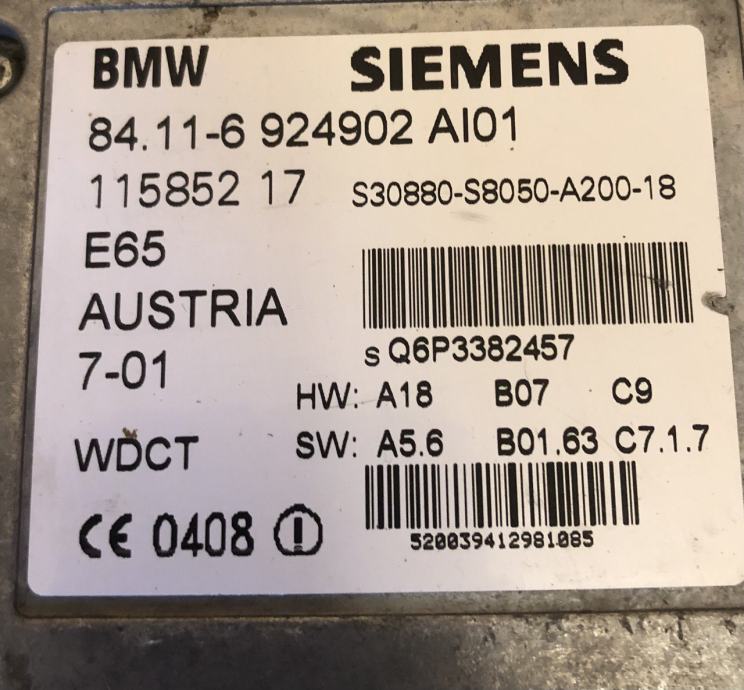 BMW SIEMENS
84.11-6 924902 AI01
115852 17 S30880-S8050-A200-18
E65
AUSTRIA
s Q6P3382457
7-01
HW: A18 B07 C9
WDCT SW: A5.6 B01.63 C7.1.7
CE 0408
520039412981085